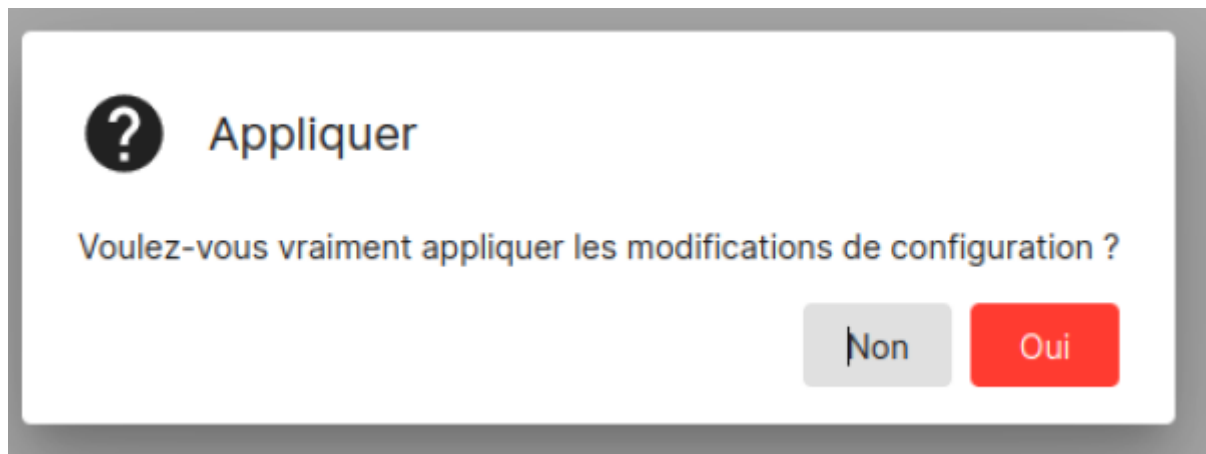 Appliquer
Voulez-vous vraiment appliquer les modifications de configuration ?
Non Oui